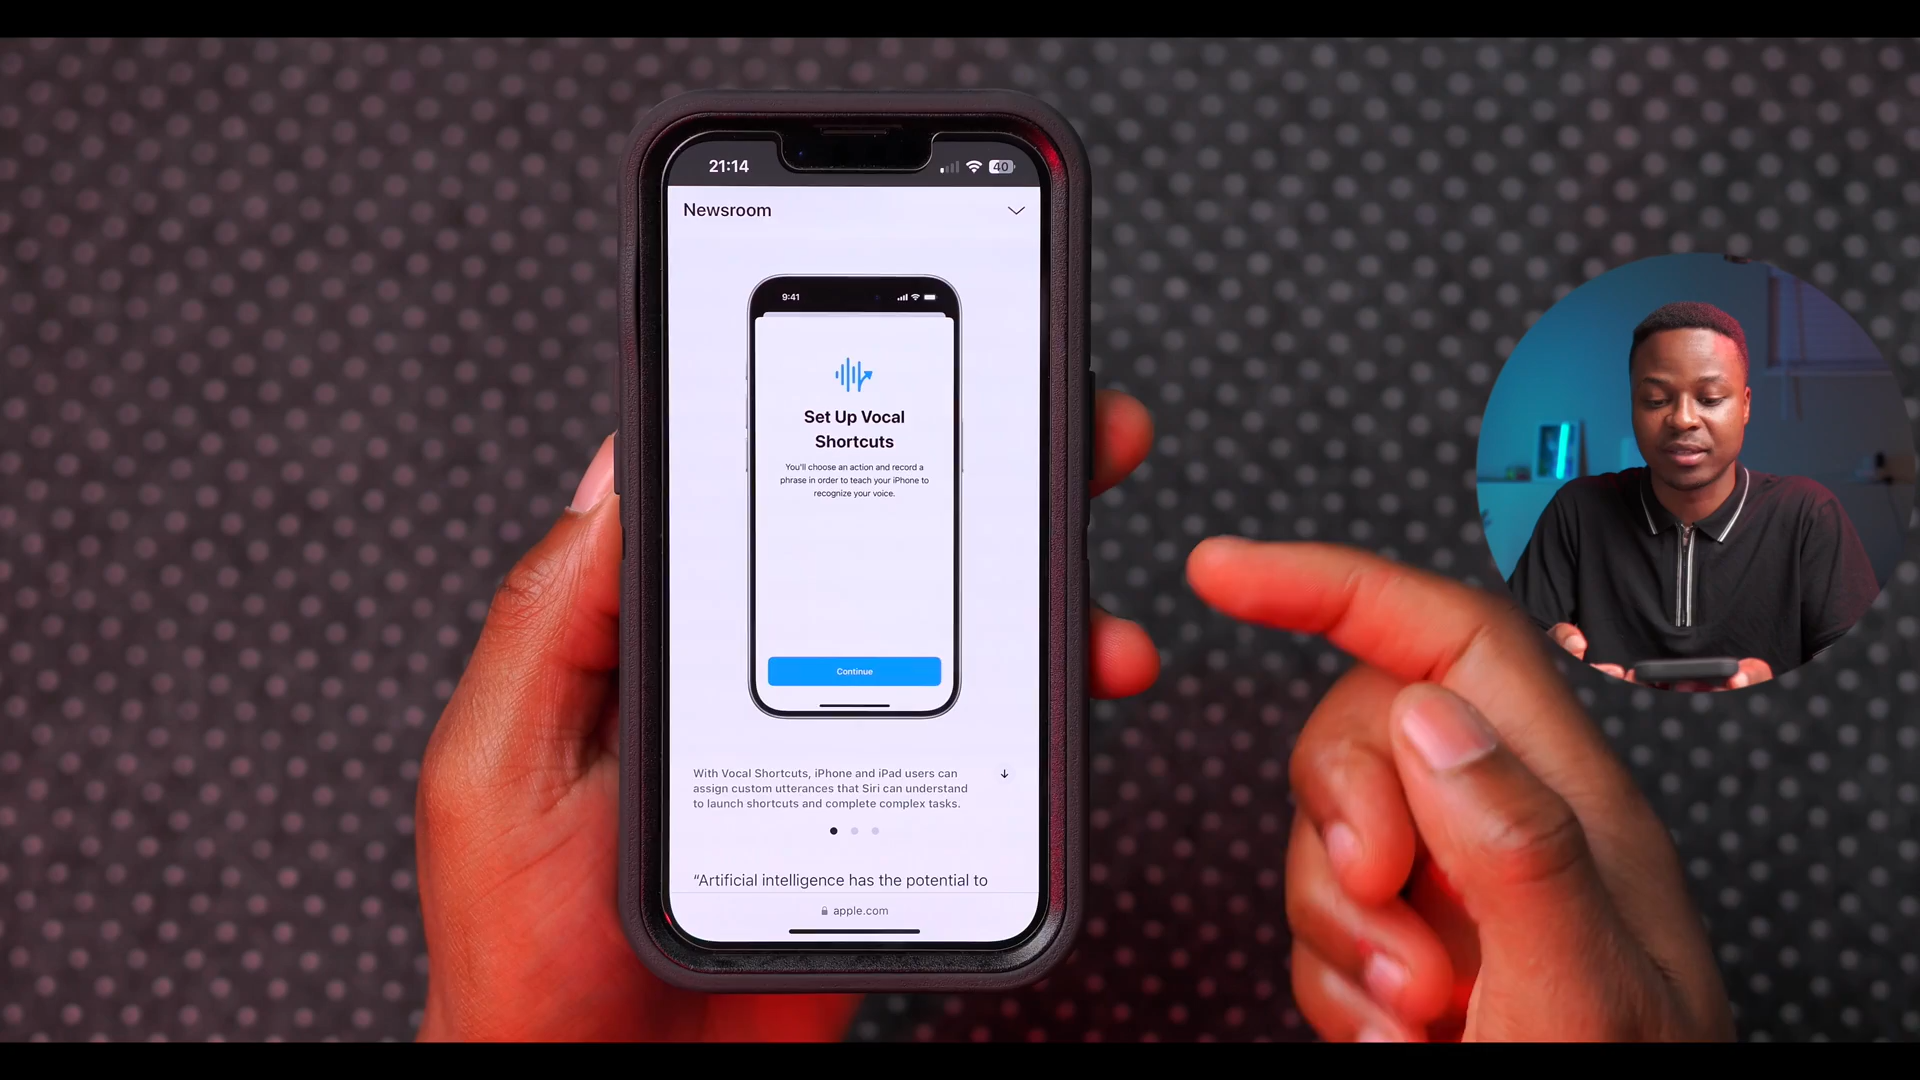 21:14
40
Newsroom
9:41
Set Up Vocal
Shortcuts
You'll choose an action and record a
phrase in order to teach your iPhone to
recognize your voice.
Continue
With Vocal Shortcuts, iPhone and iPad users can
assign custom utterances that Siri can understand
to launch shortcuts and complete complex tasks.
“Artificial intelligence has the potential to
apple.com